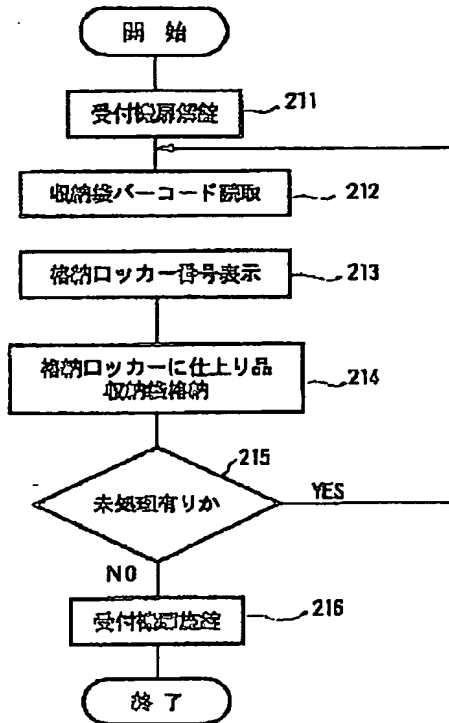 開 始
受付機扉解錠
211
収納袋バーコード読取
212
格納ロッカー番号表示
213
格納ロッカーに仕上り品
収納袋格納
214
215
未処理有りか
YES
NO
受付機扉施錠
216
終 了